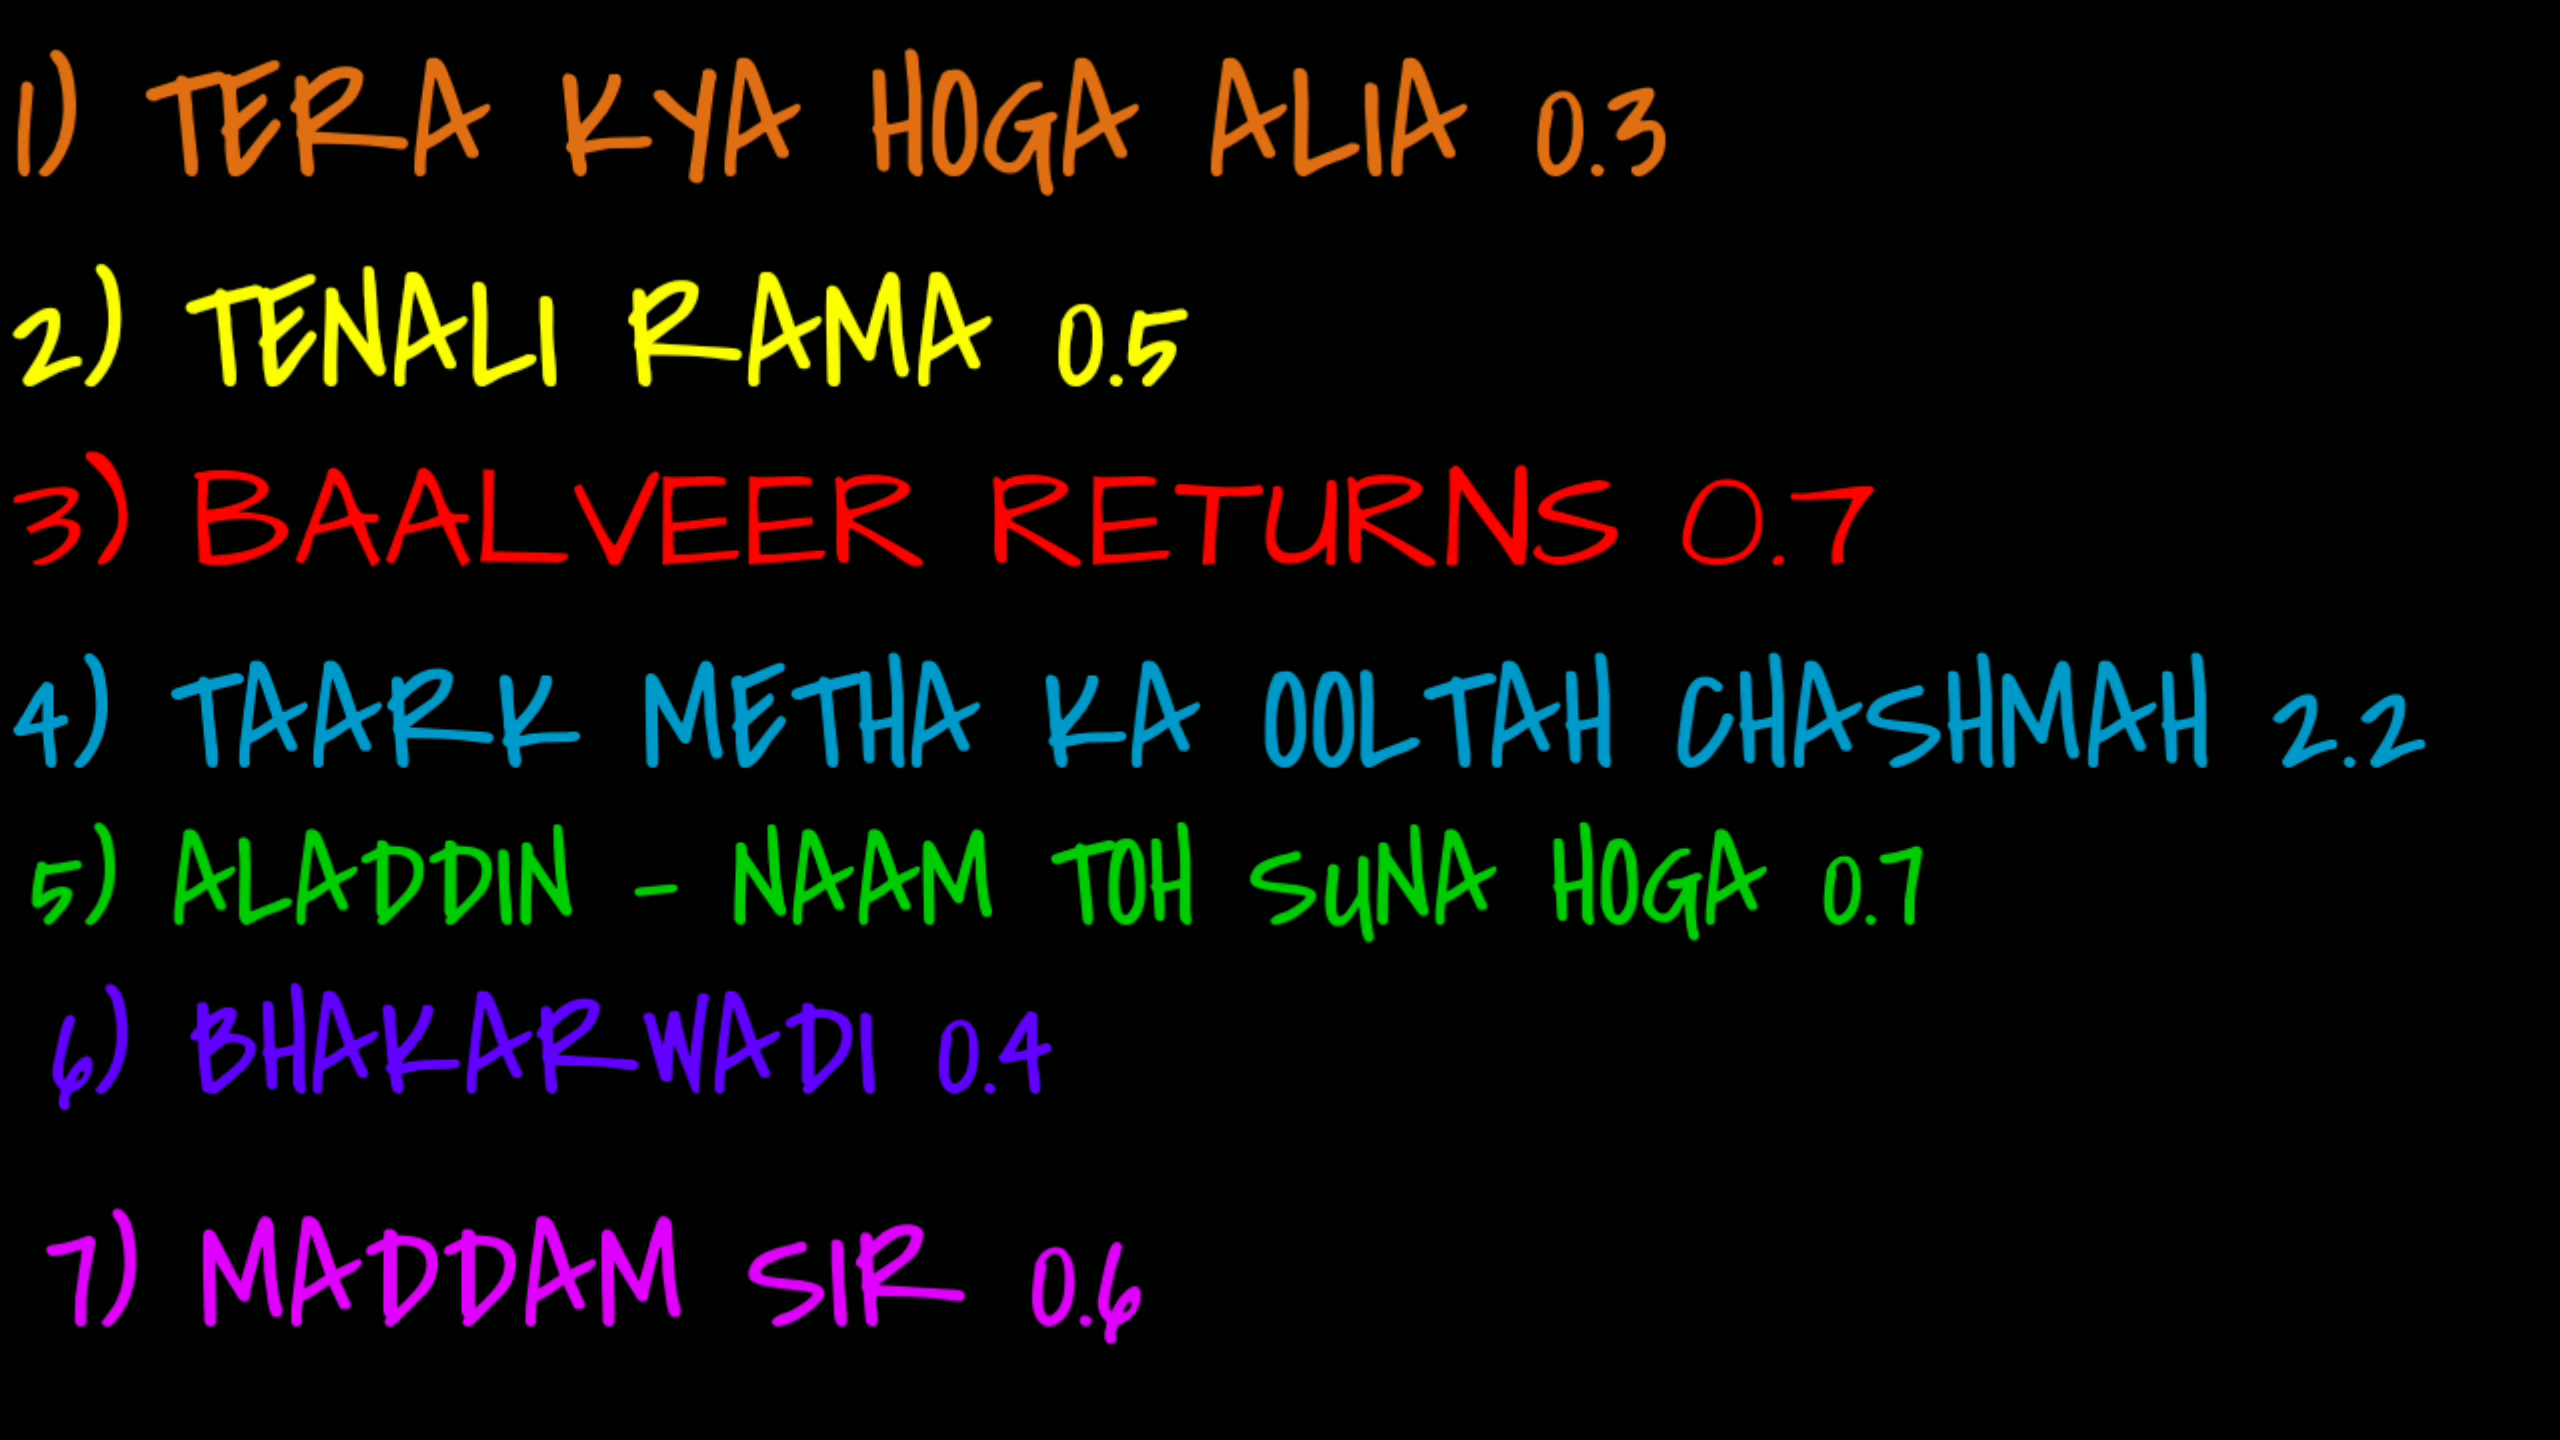 1) TERA KYA HOGA ALIA 0.3
2) TENALI RAMA 0.5
3) BAALVEER RETURNS 0.7
4) TAARK METHA KA OOLTAH CHASHMAH 2.2
5) ALADDIN - NAAM TOH SUNA HOGA 0.7
6) BHAKARWADI 0.4
7) MADDAM SIR 0.6